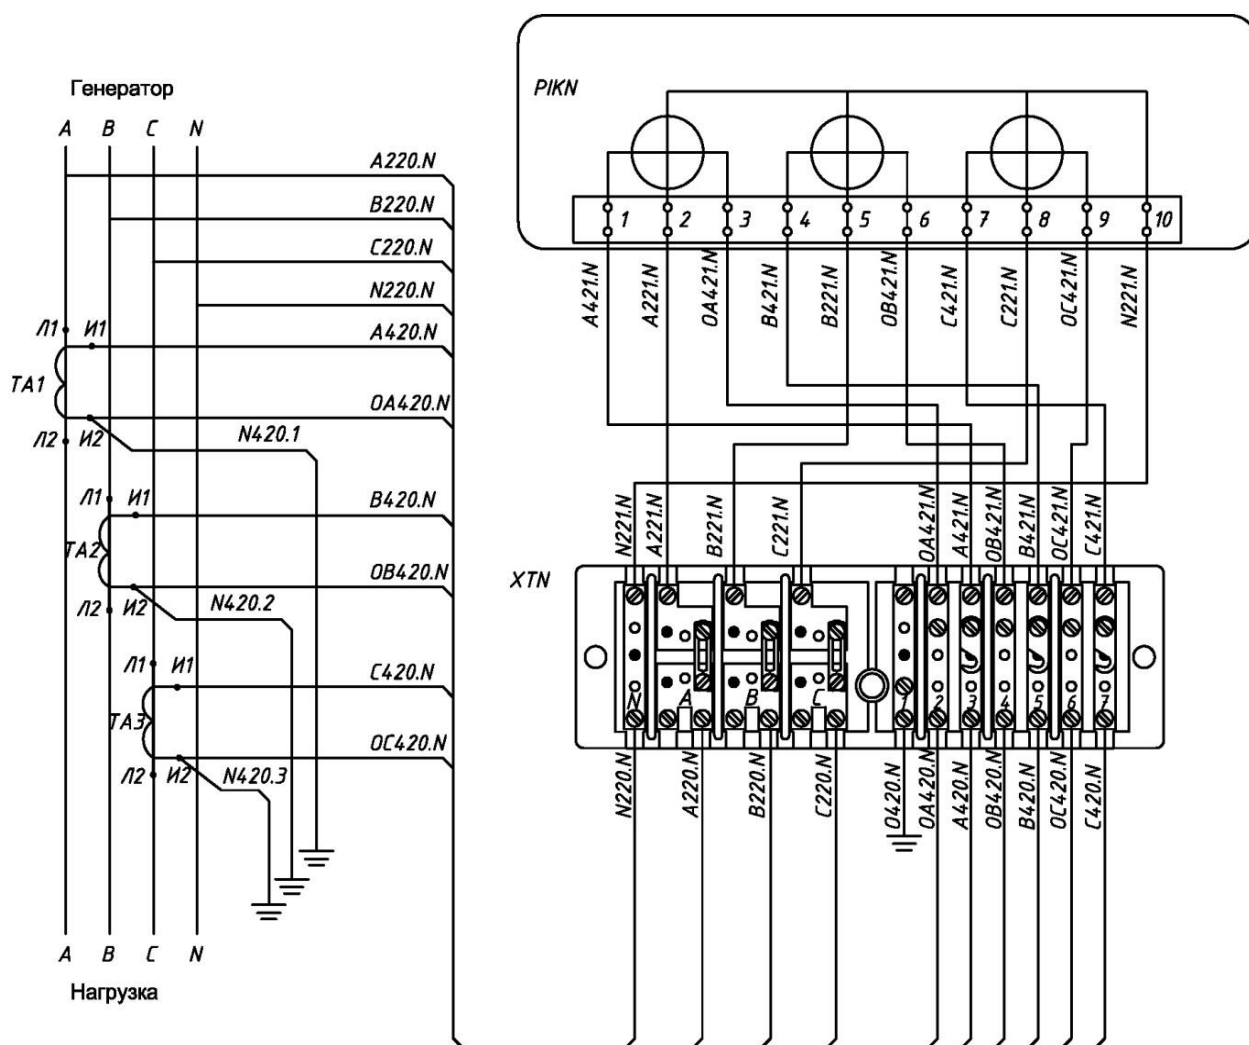 Генератор
A B C N
A220.N
B220.N
C220.N
N220.N
Л1 И1
A420.N
TA1
OA420.N
Л2 И2
N420.1
Л1 И1
B420.N
TA2
OB420.N
Л2 И2
N420.2
Л1 И1
C420.N
TA3
OC420.N
Л2 И2
N420.3
A B C N
Нагрузка
PIKN
1 2 3 4 5 6 7 8 9 10
A421.N A221.N OA421.N B421.N B221.N OB421.N C421.N C221.N OC421.N N221.N
N221.N A221.N B221.N C221.N OA421.N A421.N OB421.N B421.N OC421.N C421.N
XTN
N A B C 1 2 3 4 5 6 7
N220.N A220.N B220.N C220.N O420.N OA420.N A420.N OB420.N B420.N OC420.N C420.N